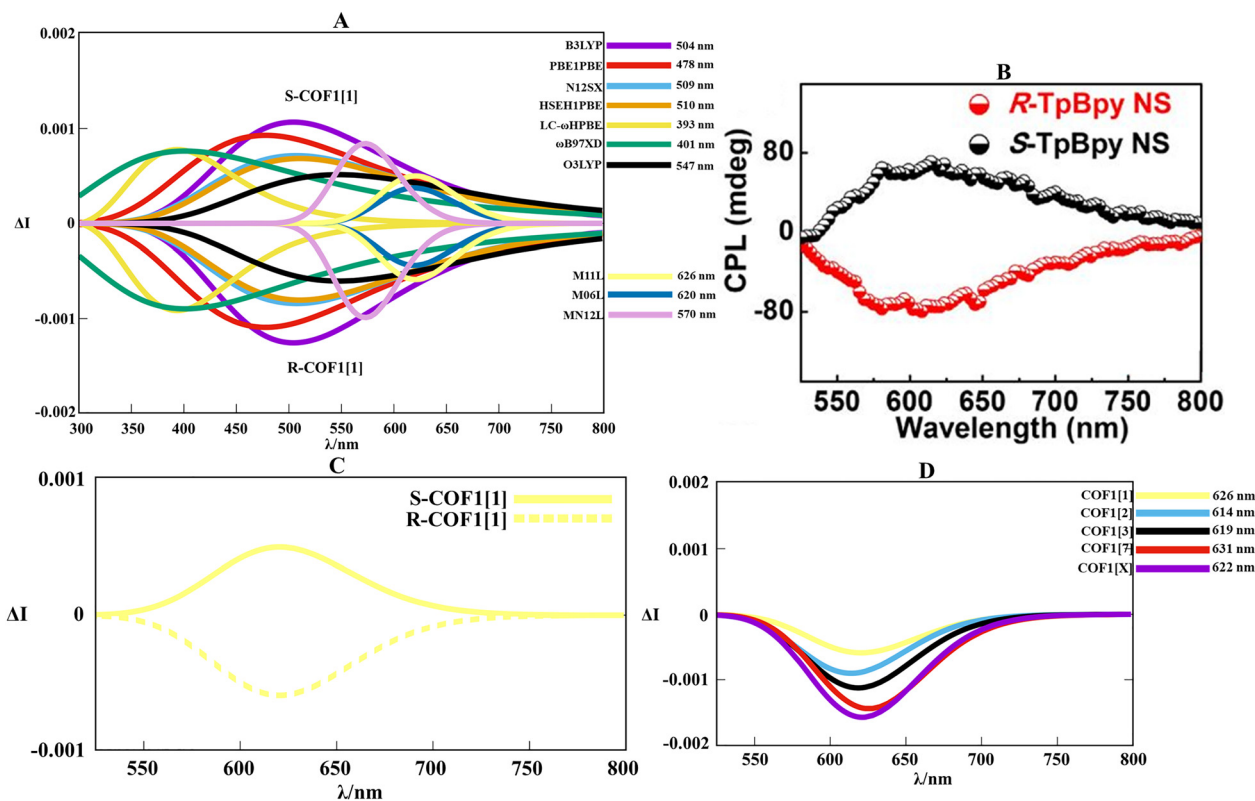 A
0.002
0.001
0
-0.001
-0.002
ΔI
300 350 400 450 500 550 600 650 700 750 800
λ/nm
S-COF1[1]
R-COF1[1]
B3LYP 504 nm
PBE1PBE 478 nm
N12SX 509 nm
HSEH1PBE 510 nm
LC-ωHPBE 393 nm
ωB97XD 401 nm
O3LYP 547 nm
M11L 626 nm
M06L 620 nm
MN12L 570 nm
B
R-TpBpy NS
S-TpBpy NS
CPL (mdeg)
80
0
-80
550 600 650 700 750 800
Wavelength (nm)
C
0.001
0
-0.001
ΔI
S-COF1[1]
R-COF1[1]
550 600 650 700 750 800
λ/nm
D
0.002
0.001
0
-0.001
-0.002
ΔI
COF1[1] 626 nm
COF1[2] 614 nm
COF1[3] 619 nm
COF1[7] 631 nm
COF1[X] 622 nm
550 600 650 700 750 800
λ/nm